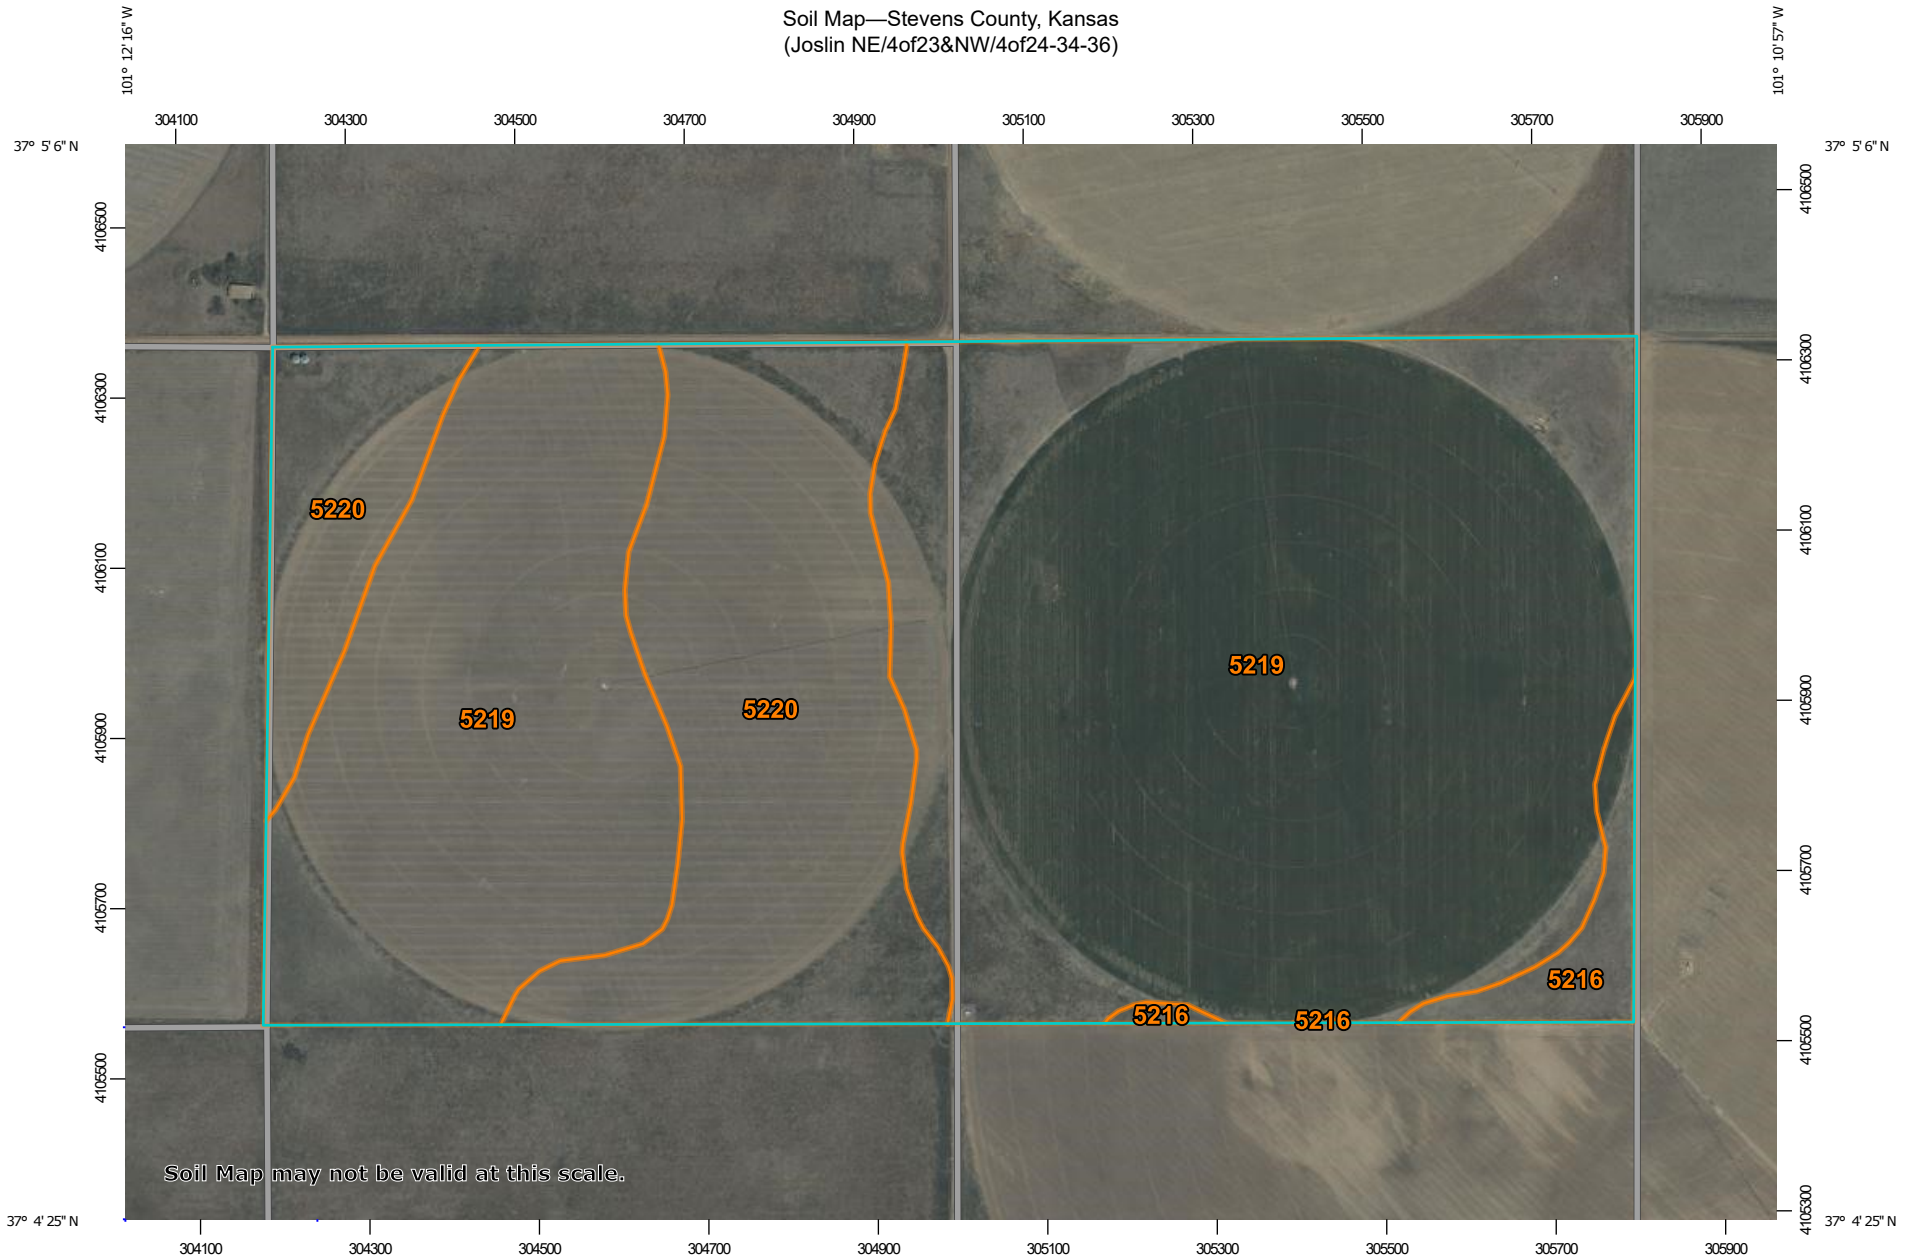 Soil Map—Stevens County, Kansas
(Joslin NE/4of23&NW/4of24-34-36)
101° 12' 16" W
101° 10' 57" W
304100 304300 304500 304700 304900 305100 305300 305500 305700 305900
37° 5' 6" N
37° 5' 6" N
4106500
4106500
4106300
4106300
5220
4106100
4106100
5219
5220
5219
4105900
4105900
4105700
4105700
5216
5216
5216
4105500
4105500
Soil Map may not be valid at this scale.
4105300
37° 4' 25" N
37° 4' 25" N
304100 304300 304500 304700 304900 305100 305300 305500 305700 305900